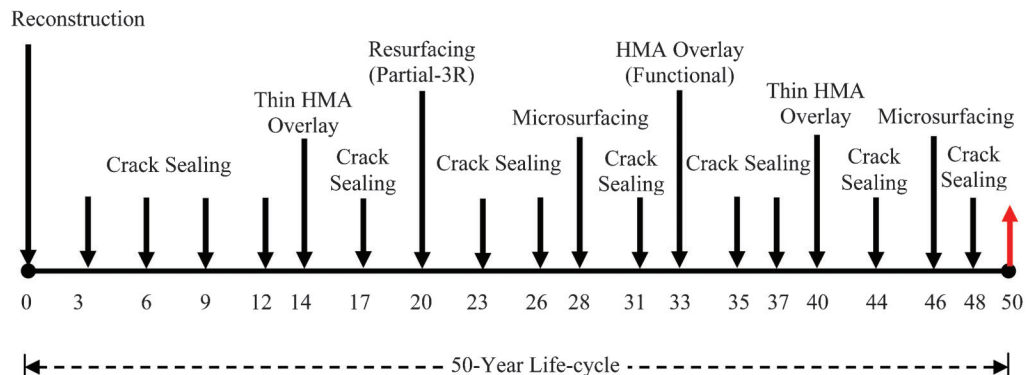 Reconstruction
Resurfacing
(Partial-3R)
HMA Overlay
(Functional)
Thin HMA
Overlay
Thin HMA
Overlay
Microsurfacing
Microsurfacing
Crack Sealing
Crack
Sealing
Crack Sealing
Crack
Sealing
Crack Sealing
Crack
Sealing
Crack
Sealing
0 3 6 9 12 14 17 20 23 26 28 31 33 35 37 40 44 46 48 50
50-Year Life-cycle